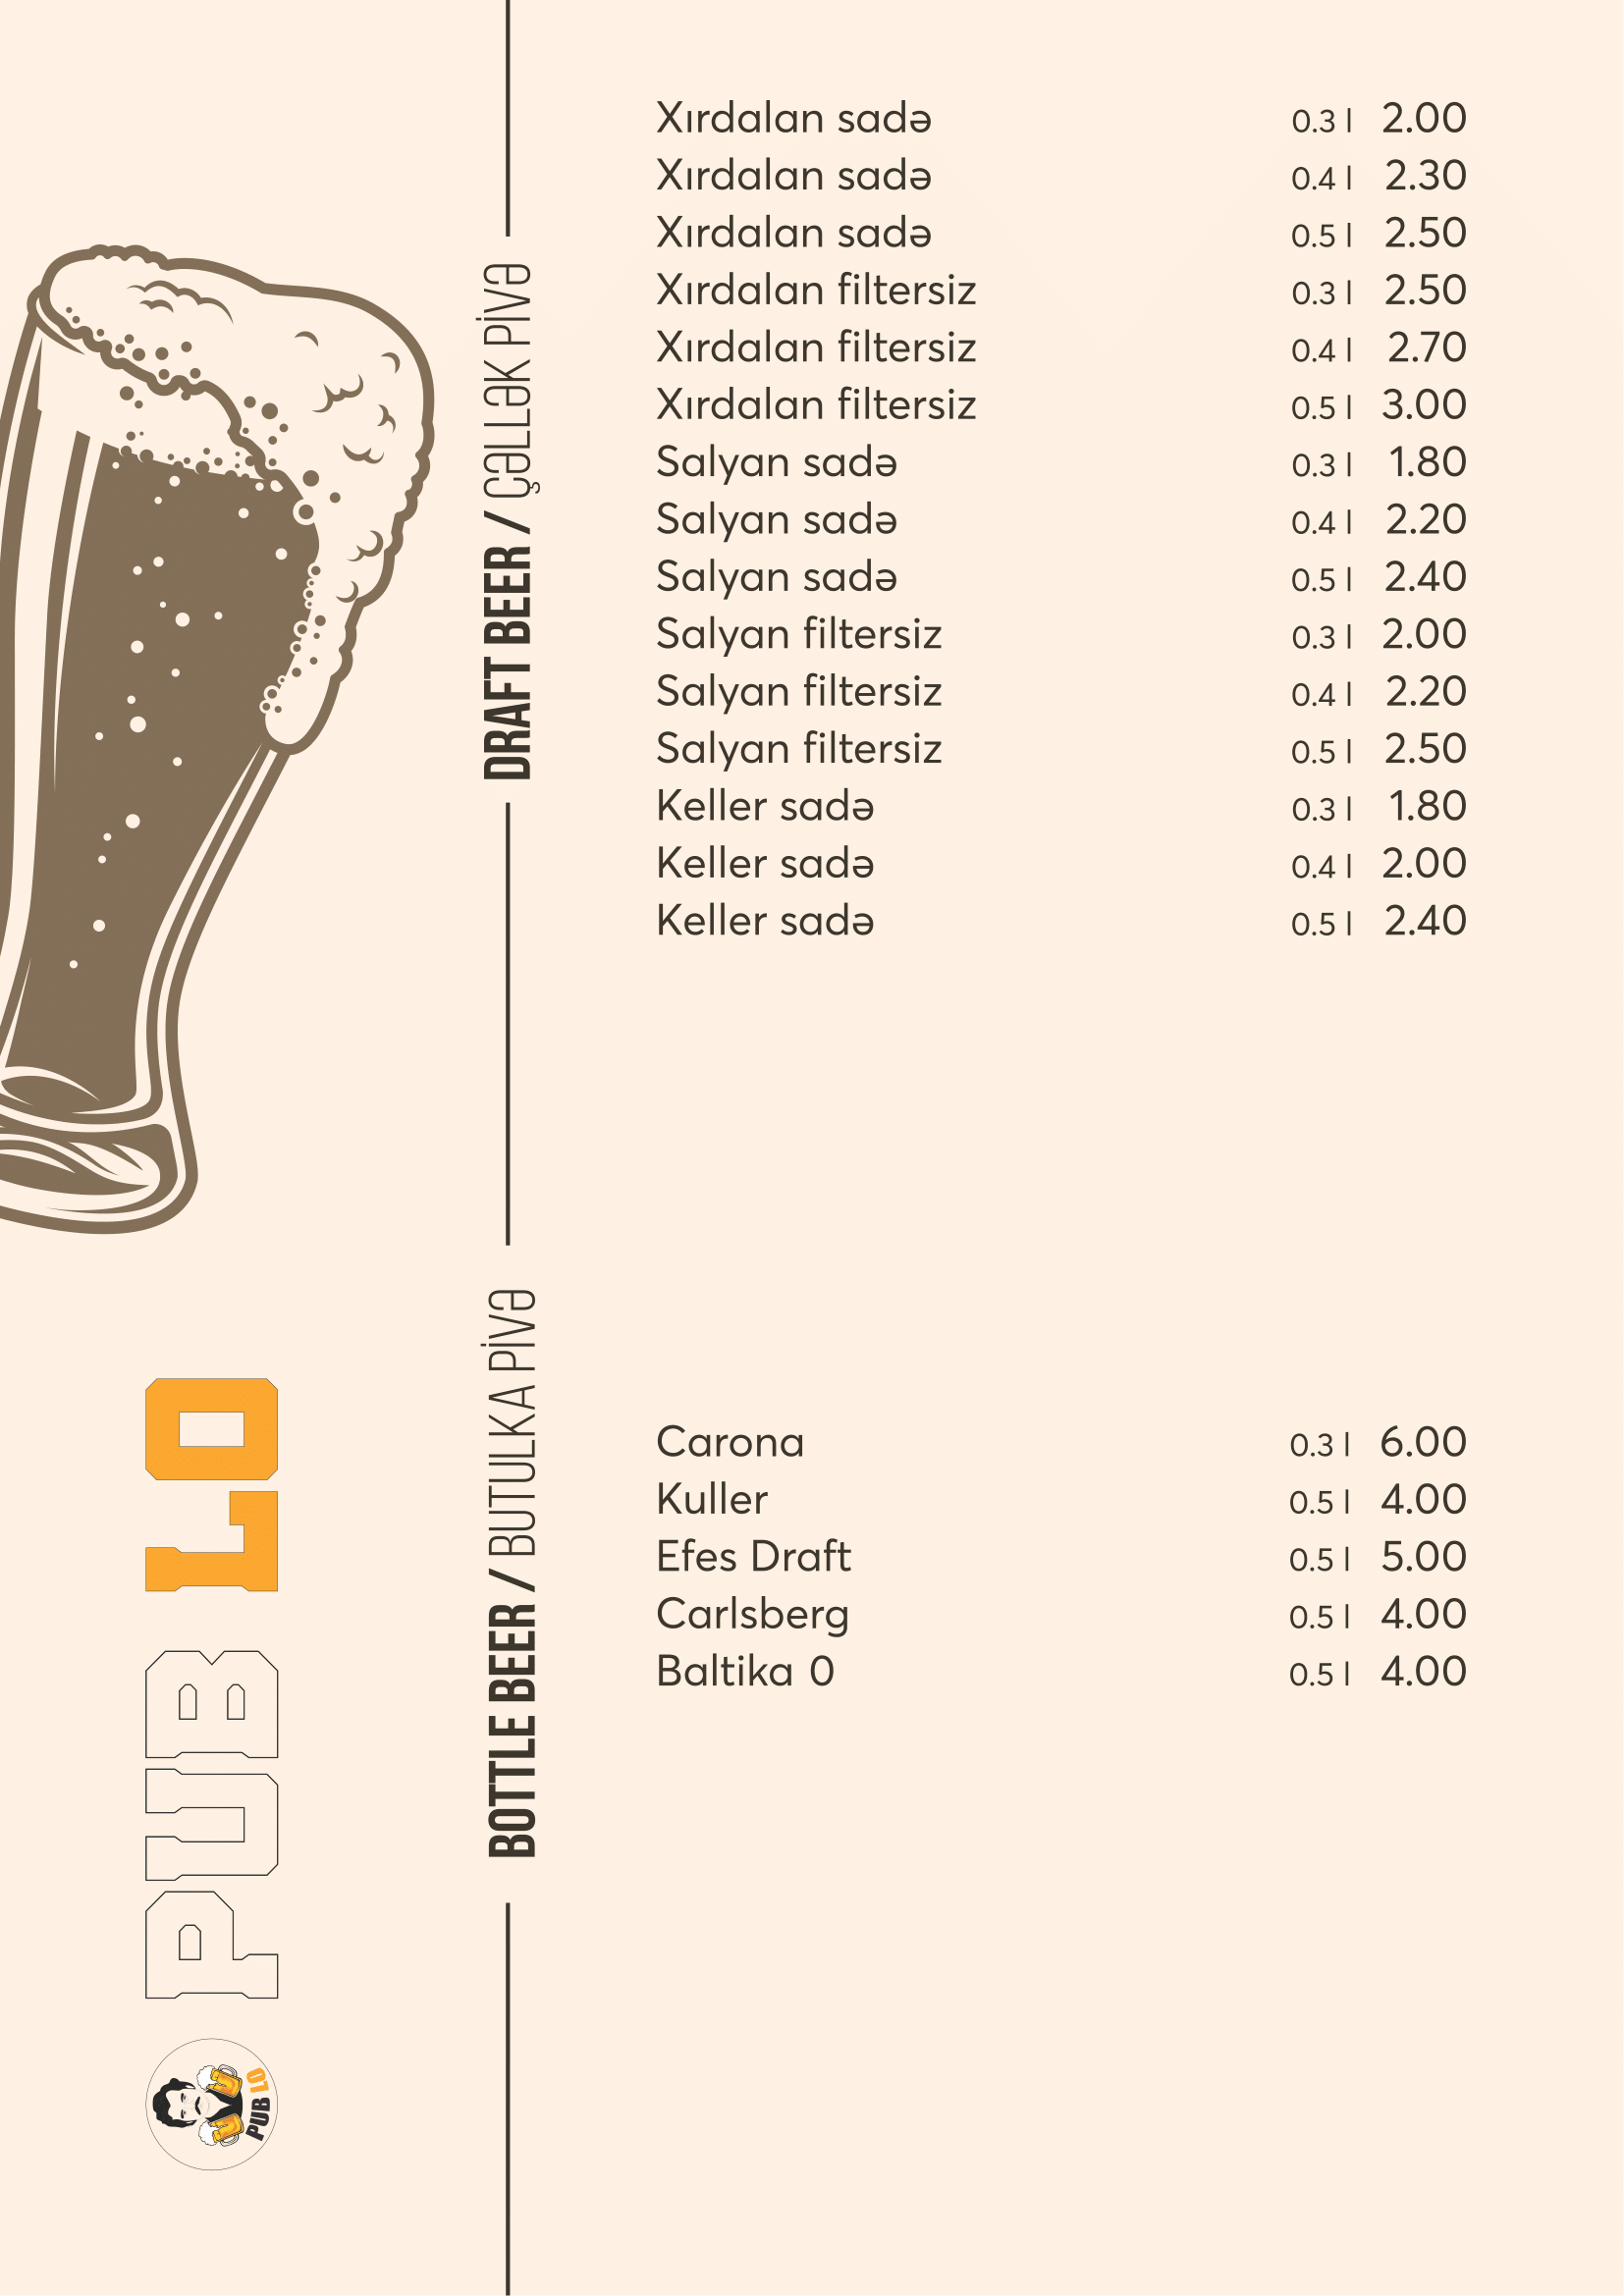 DRAFT BEER / ÇƏLLƏK PİVƏ
Xırdalan sadə 0.3 l 2.00
Xırdalan sadə 0.4 l 2.30
Xırdalan sadə 0.5 l 2.50
Xırdalan filtersiz 0.3 l 2.50
Xırdalan filtersiz 0.4 l 2.70
Xırdalan filtersiz 0.5 l 3.00
Salyan sadə 0.3 l 1.80
Salyan sadə 0.4 l 2.20
Salyan sadə 0.5 l 2.40
Salyan filtersiz 0.3 l 2.00
Salyan filtersiz 0.4 l 2.20
Salyan filtersiz 0.5 l 2.50
Keller sadə 0.3 l 1.80
Keller sadə 0.4 l 2.00
Keller sadə 0.5 l 2.40
BOTTLE BEER / BUTULKA PİVƏ
Carona 0.3 l 6.00
Kuller 0.5 l 4.00
Efes Draft 0.5 l 5.00
Carlsberg 0.5 l 4.00
Baltika 0 0.5 l 4.00
PUB LO
PUB LO